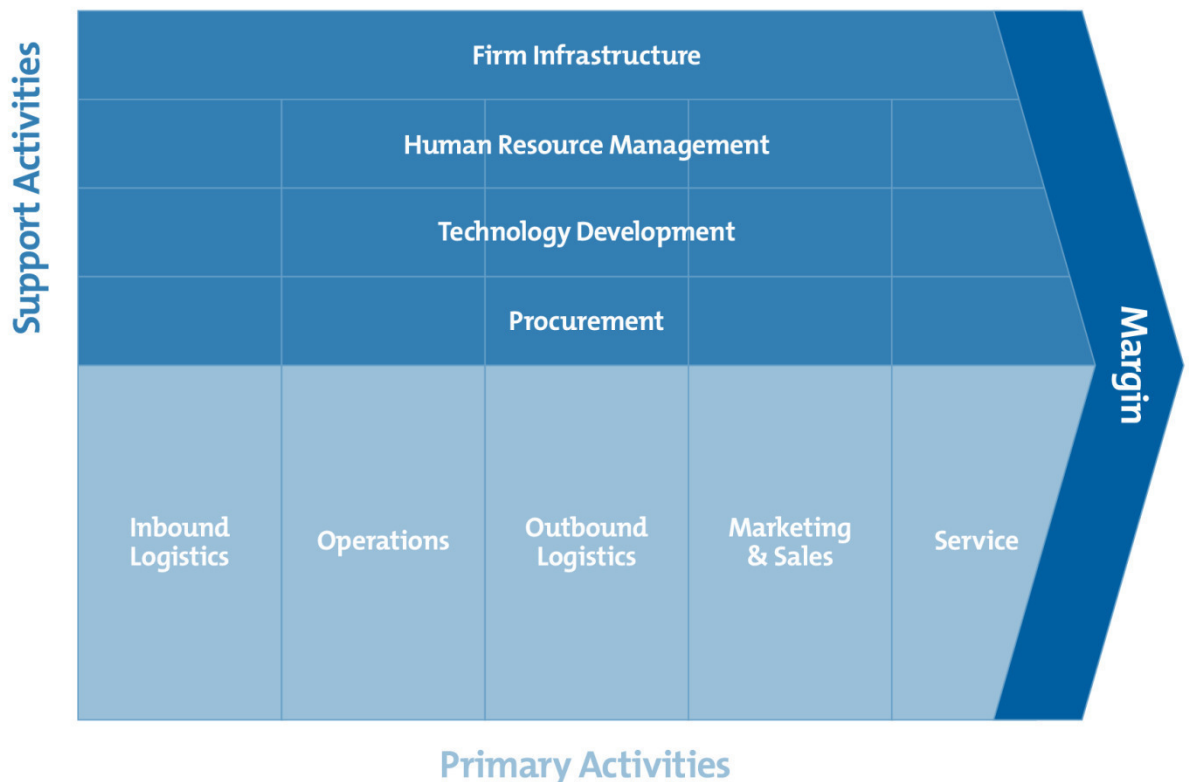 Support Activities
Firm Infrastructure
Human Resource Management
Technology Development
Procurement
Margin
Inbound
Logistics
Operations
Outbound
Logistics
Marketing
& Sales
Service
Primary Activities